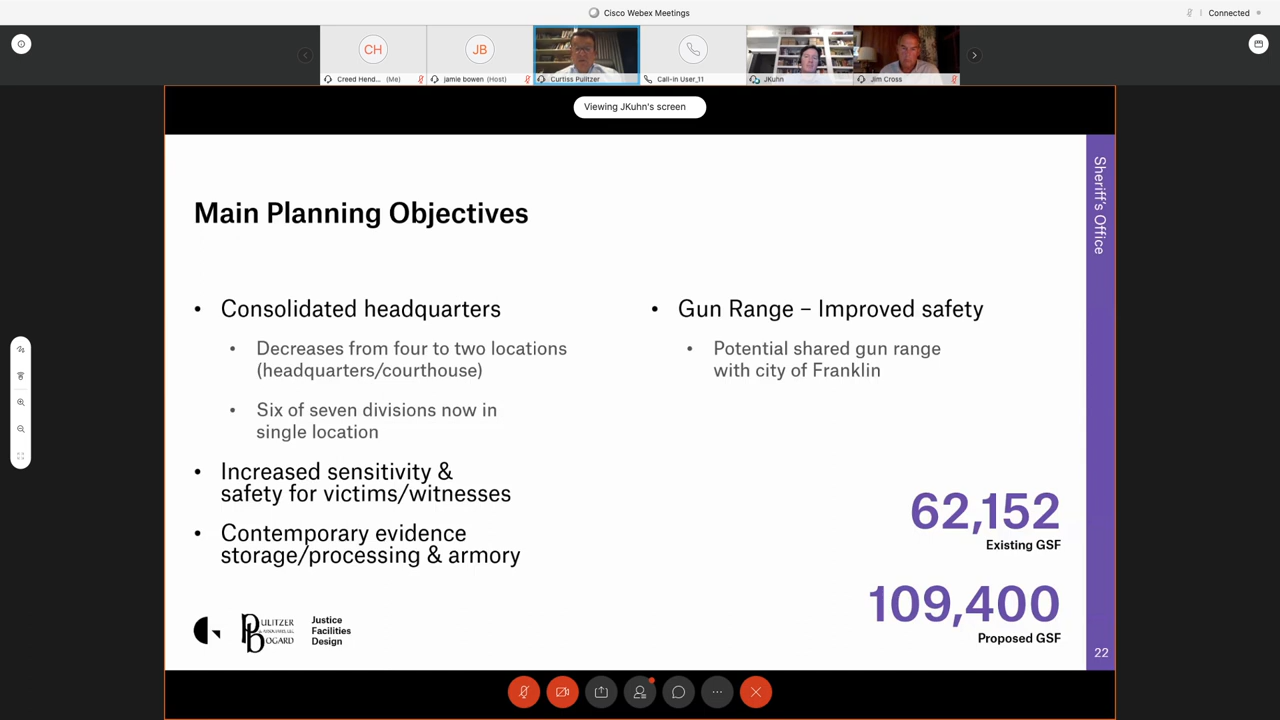 Cisco Webex Meetings
Connected
CH
JB
Creed Hend... (Me)
jamie bowen (Host)
Curtiss Pulitzer
Call-in User_11
JKuhn
Jim Cross
Viewing JKuhn's screen
Sheriff's Office
Main Planning Objectives
• Consolidated headquarters
• Decreases from four to two locations
(headquarters/courthouse)
• Six of seven divisions now in
single location
• Increased sensitivity &
safety for victims/witnesses
• Contemporary evidence
storage/processing & armory
• Gun Range – Improved safety
• Potential shared gun range
with city of Franklin
62,152
Existing GSF
109,400
Proposed GSF
PULITZER
BOGARD
Justice
Facilities
Design
22